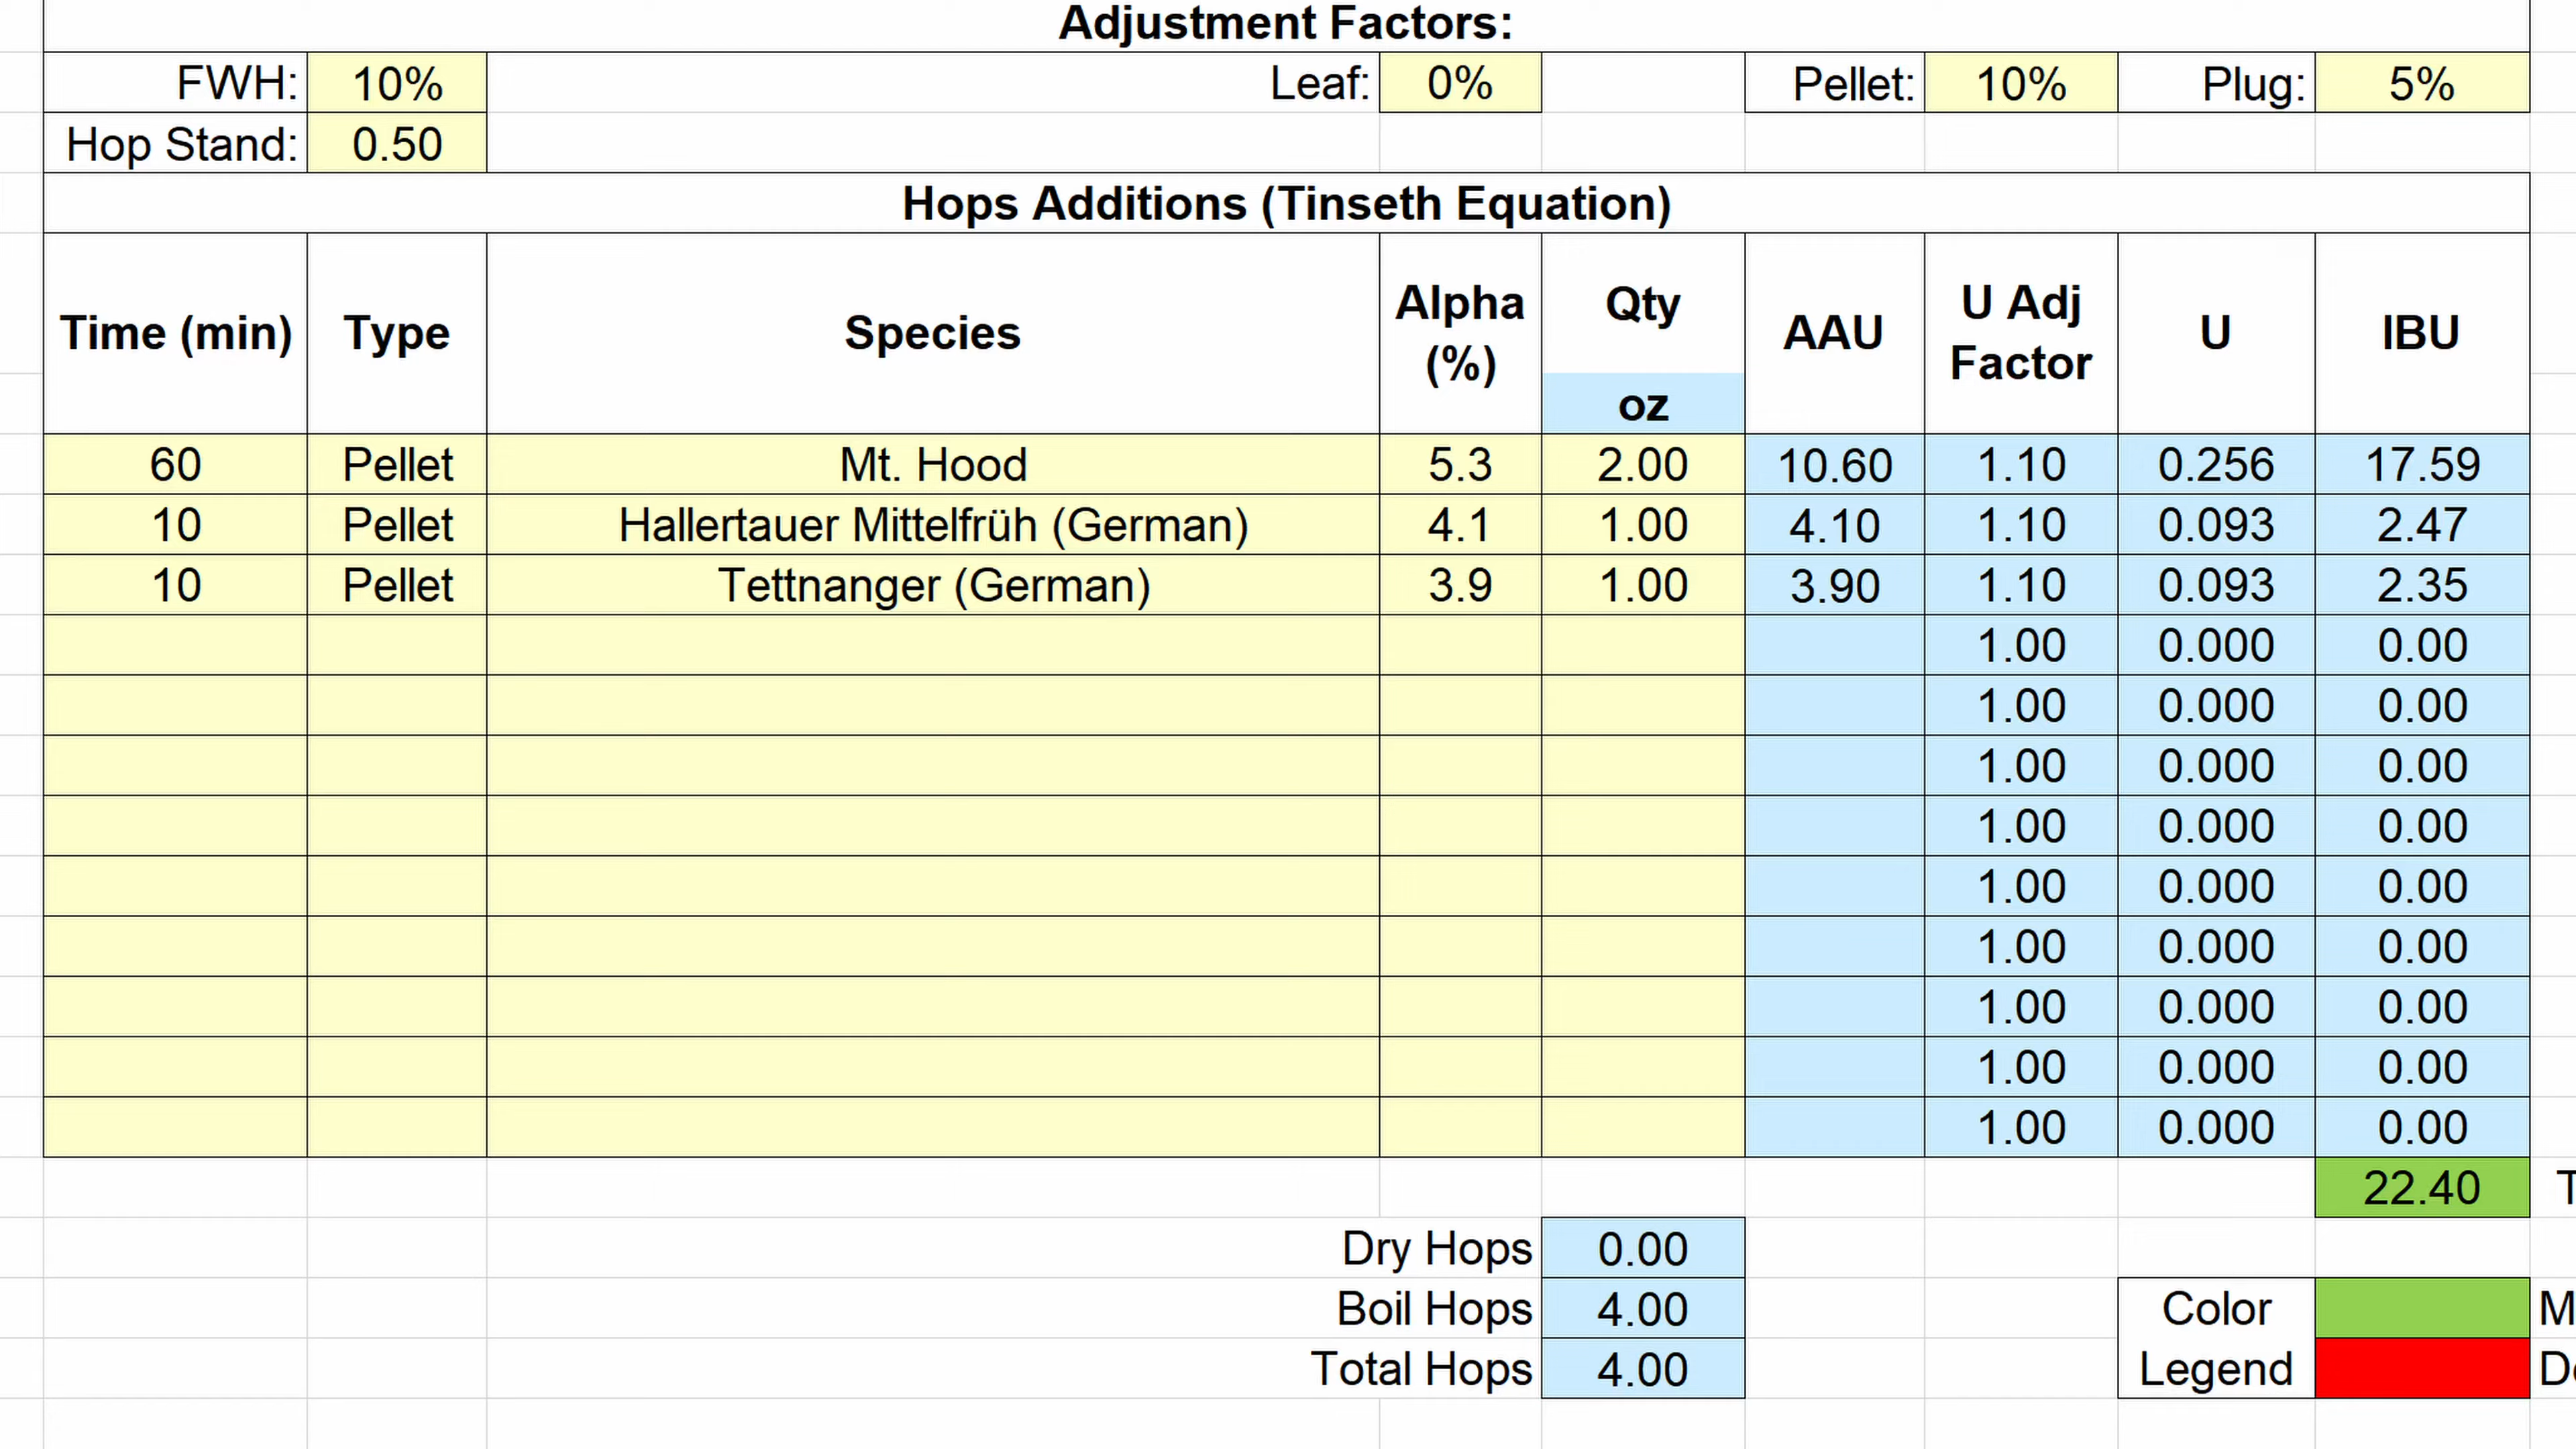 Adjustment Factors:
FWH: 10% Leaf: 0% Pellet: 10% Plug: 5%
Hop Stand: 0.50
Hops Additions (Tinseth Equation)
Time (min) Type Species Alpha (%) Qty oz AAU U Adj Factor U IBU
60 Pellet Mt. Hood 5.3 2.00 10.60 1.10 0.256 17.59
10 Pellet Hallertauer Mittelfrüh (German) 4.1 1.00 4.10 1.10 0.093 2.47
10 Pellet Tettnanger (German) 3.9 1.00 3.90 1.10 0.093 2.35
1.00 0.000 0.00
1.00 0.000 0.00
1.00 0.000 0.00
1.00 0.000 0.00
1.00 0.000 0.00
1.00 0.000 0.00
1.00 0.000 0.00
1.00 0.000 0.00
1.00 0.000 0.00
22.40
Dry Hops 0.00
Boil Hops 4.00
Total Hops 4.00
Color
Legend